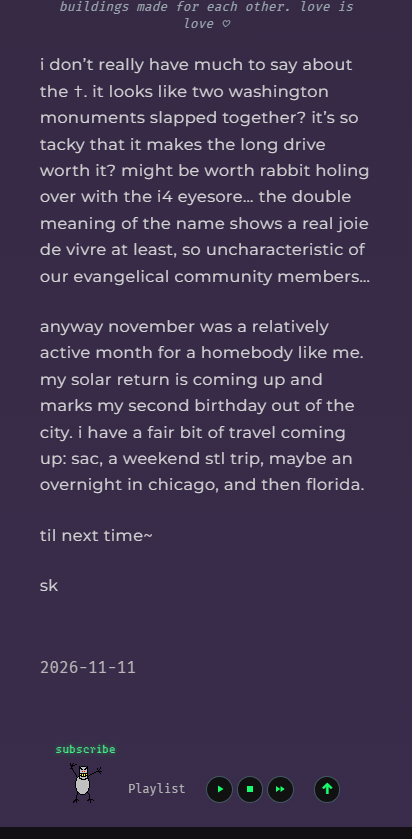 buildings made for each other. love is
love ♡
i don’t really have much to say about
the †. it looks like two washington
monuments slapped together? it’s so
tacky that it makes the long drive
worth it? might be worth rabbit holing
over with the i4 eyesore... the double
meaning of the name shows a real joie
de vivre at least, so uncharacteristic of
our evangelical community members...
anyway november was a relatively
active month for a homebody like me.
my solar return is coming up and
marks my second birthday out of the
city. i have a fair bit of travel coming
up: sac, a weekend stl trip, maybe an
overnight in chicago, and then florida.
til next time~
sk
2026-11-11
subscribe
Playlist